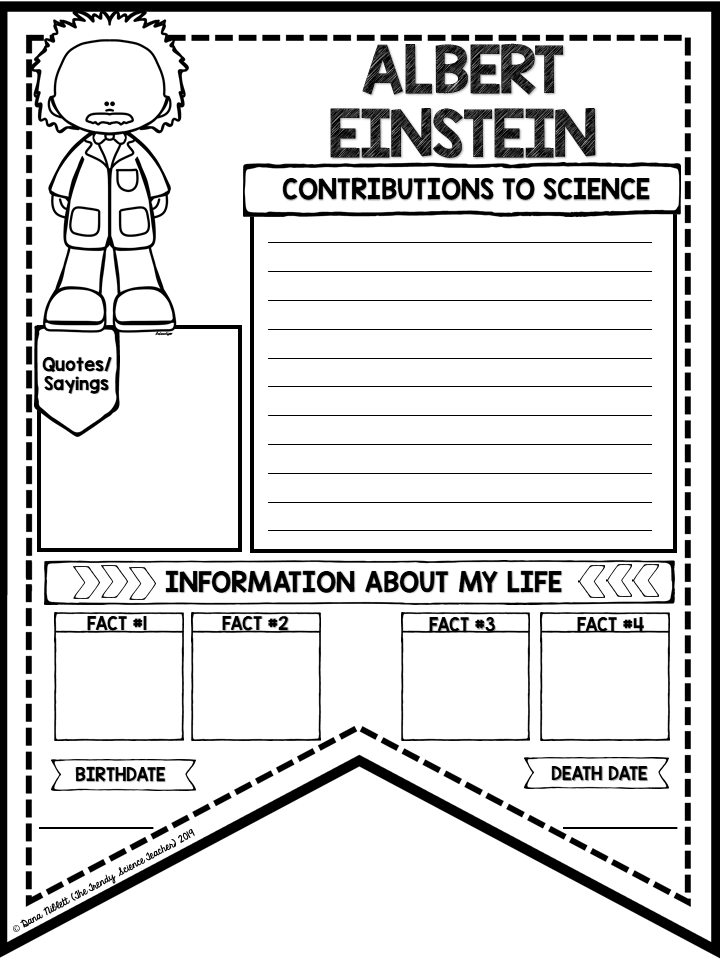 ALBERT
EINSTEIN
CONTRIBUTIONS TO SCIENCE
Quotes/
Sayings
INFORMATION ABOUT MY LIFE
FACT #1
FACT #2
FACT #3
FACT #4
BIRTHDATE
DEATH DATE
© Dana Niblett (The Trendy Science Teacher) 2019